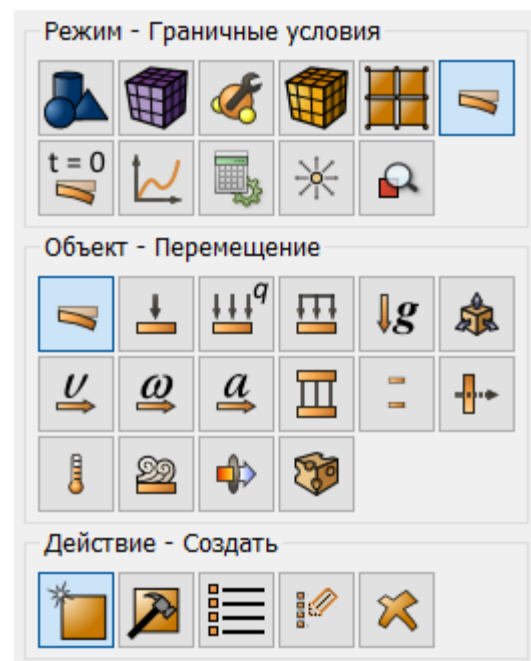 Режим - Граничные условия
t = 0
Объект - Перемещение
q
g
υ ω a
Действие - Создать